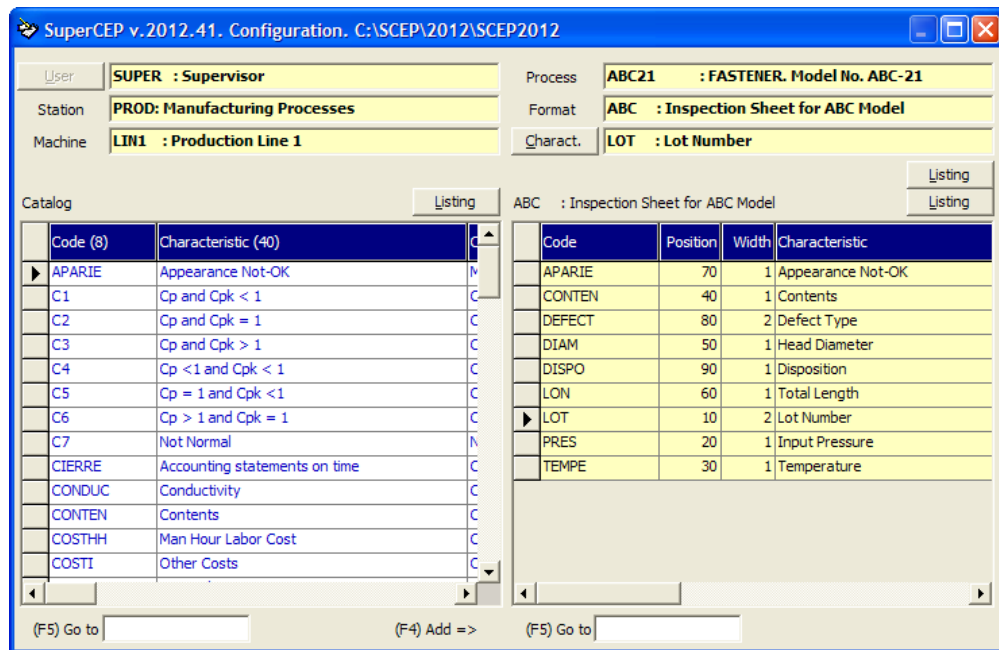 SuperCEP v.2012.41. Configuration. C:\SCEP\2012\SCEP2012
User SUPER : Supervisor Process ABC21 : FASTENER. Model No. ABC-21
Station PROD: Manufacturing Processes Format ABC : Inspection Sheet for ABC Model
Machine LIN1 : Production Line 1 Charact. LOT : Lot Number
Listing
Catalog Listing ABC : Inspection Sheet for ABC Model Listing
Code (8) Characteristic (40) Code Position Width Characteristic
APARIE Appearance Not-OK APARIE 70 1 Appearance Not-OK
C1 Cp and Cpk < 1 CONTEN 40 1 Contents
C2 Cp and Cpk = 1 DEFECT 80 2 Defect Type
C3 Cp and Cpk > 1 DIAM 50 1 Head Diameter
C4 Cp <1 and Cpk < 1 DISPO 90 1 Disposition
C5 Cp = 1 and Cpk <1 LON 60 1 Total Length
C6 Cp > 1 and Cpk = 1 LOT 10 2 Lot Number
C7 Not Normal N PRES 20 1 Input Pressure
CIERRE Accounting statements on time TEMPE 30 1 Temperature
CONDUC Conductivity
CONTEN Contents
COSTHH Man Hour Labor Cost
COSTI Other Costs
(F5) Go to (F4) Add => (F5) Go to